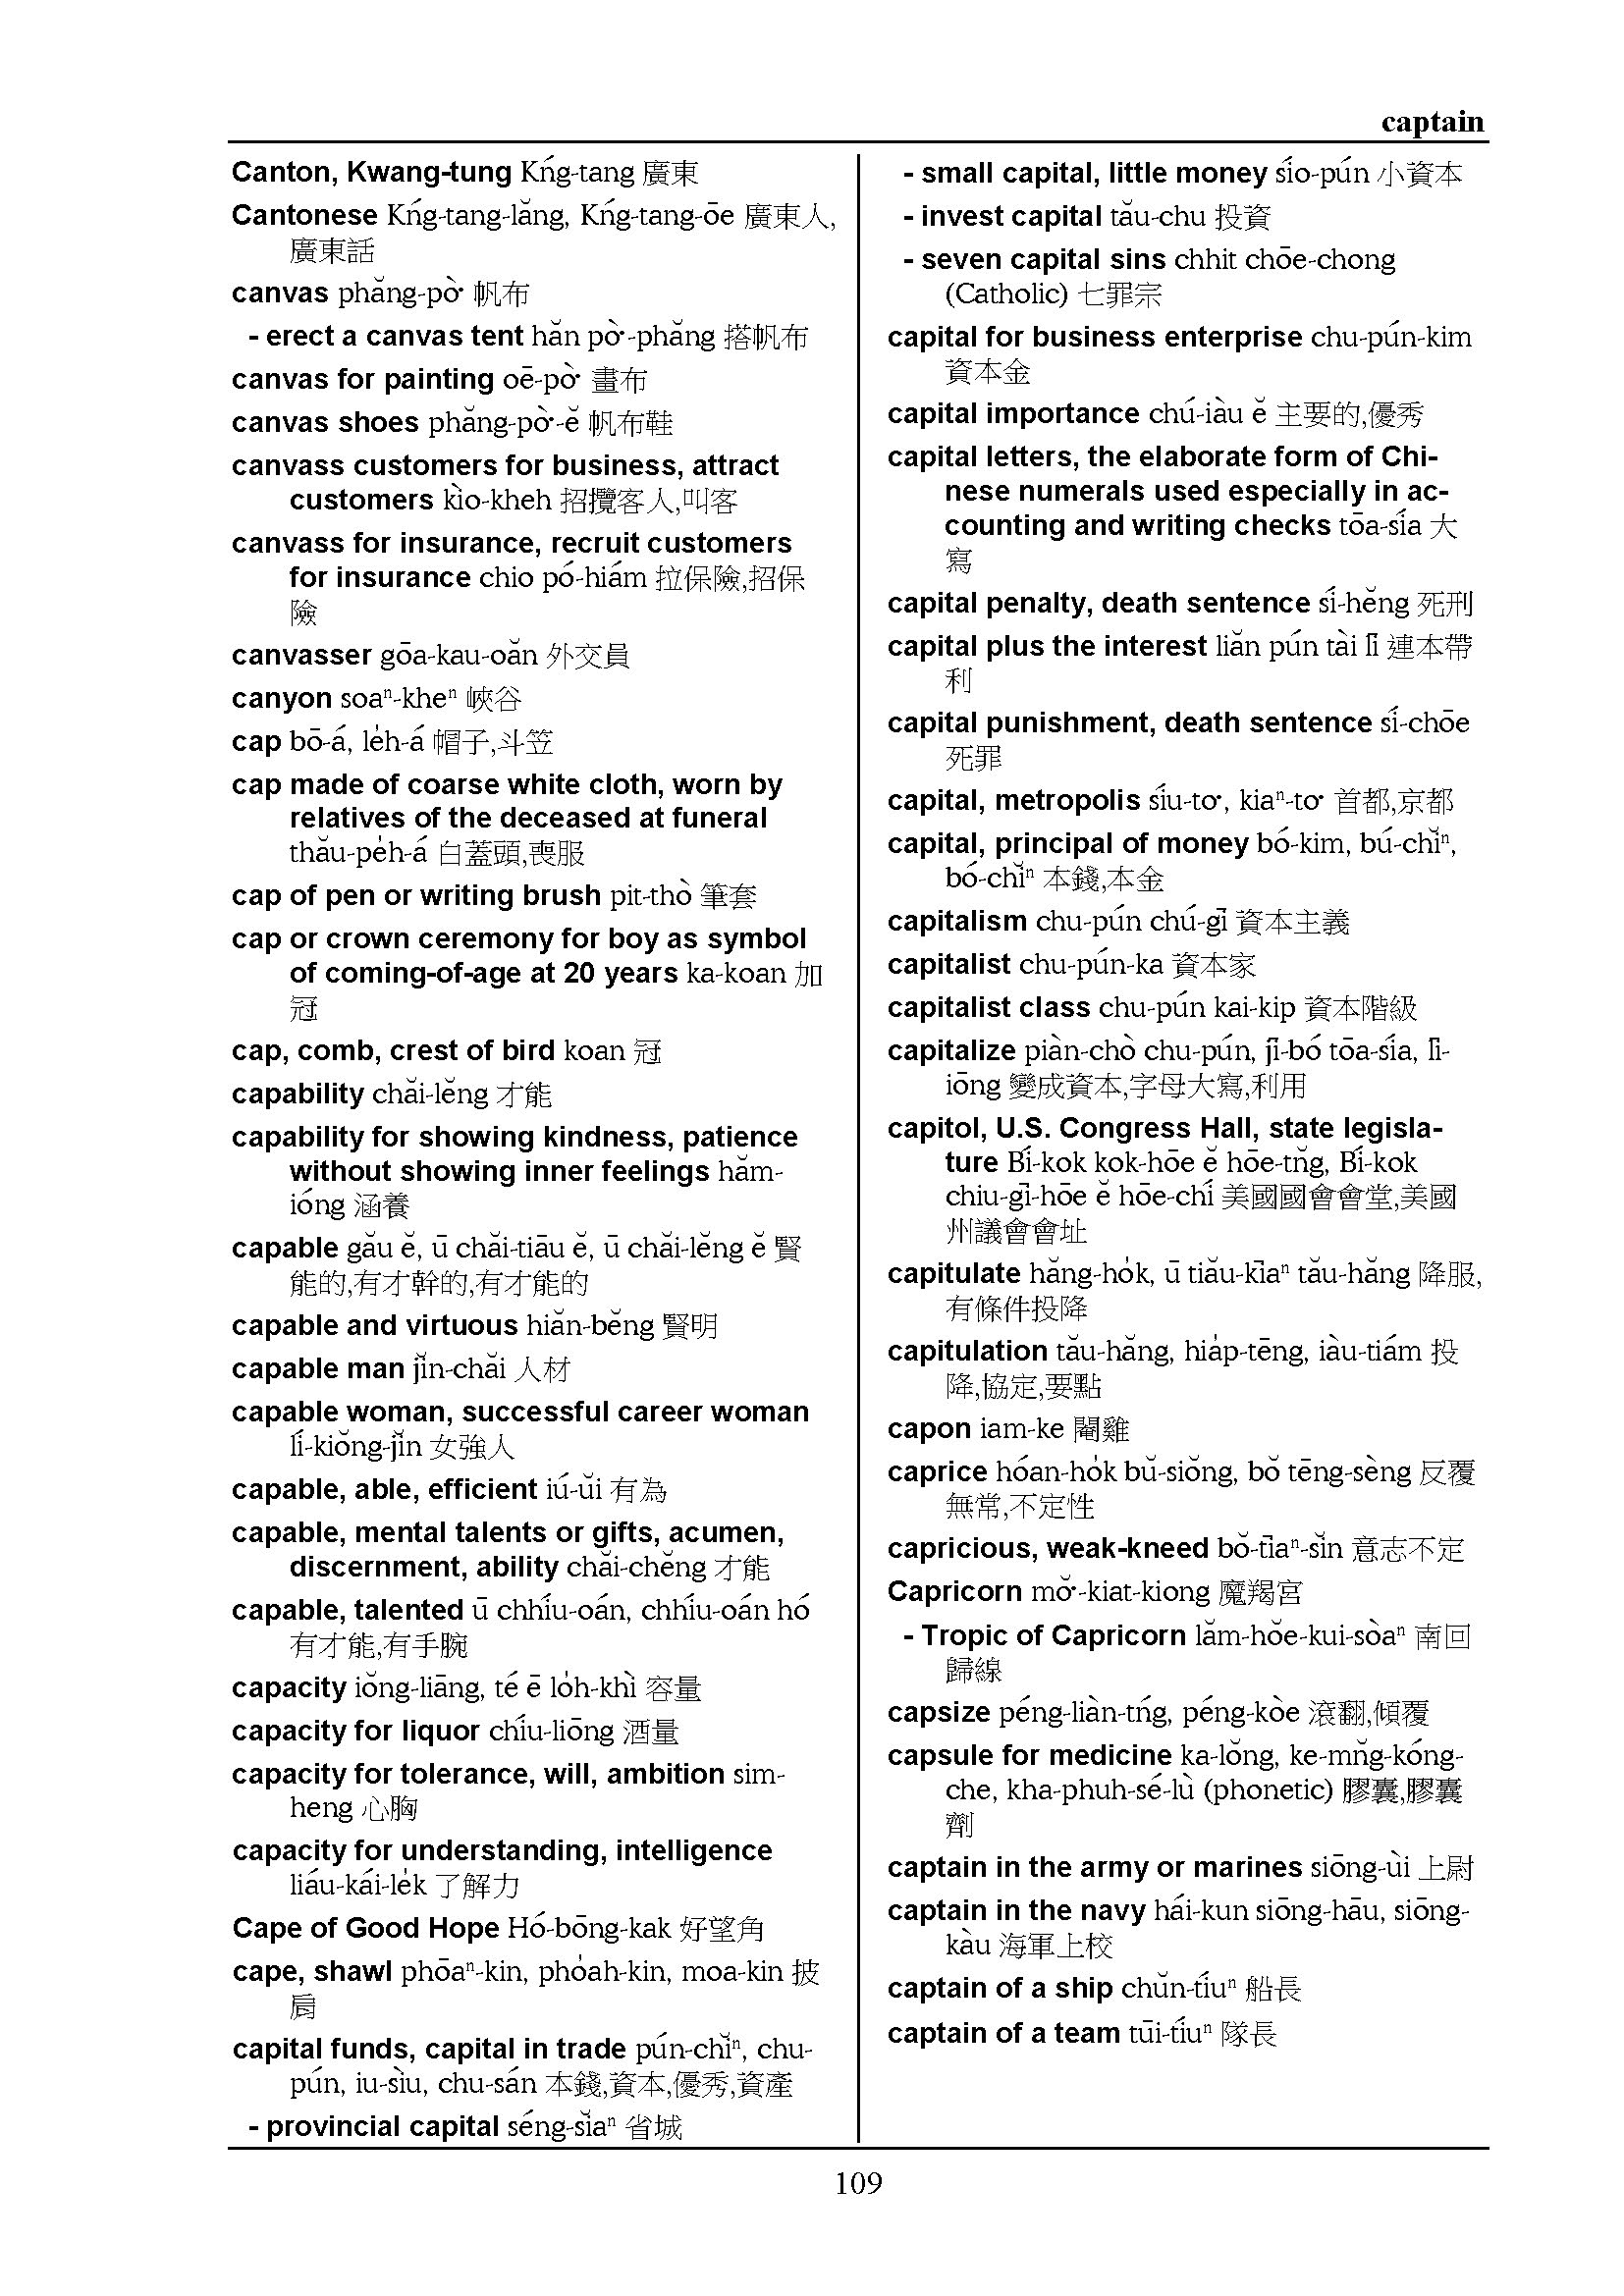 captain
Canton, Kwang-tung Kńg-tang 廣東
Cantonese Kńg-tang-lăng, Kńg-tang-ōe 廣東人,
廣東話
canvas phăng-pò͘ 帆布
- erect a canvas tent hăn pò͘-phăng 搭帆布
canvas for painting oē-pò͘ 畫布
canvas shoes phăng-pò͘-ĕ 帆布鞋
canvass customers for business, attract
customers kìo-kheh 招攬客人,叫客
canvass for insurance, recruit customers
for insurance chio pó-hiám 拉保險,招保
險
canvasser gōa-kau-oăn 外交員
canyon soaⁿ-kheⁿ 峽谷
cap bō-á, le̍h-á 帽子,斗笠
cap made of coarse white cloth, worn by
relatives of the deceased at funeral
thău-pe̍h-á 白蓋頭,喪服
cap of pen or writing brush pit-thò 筆套
cap or crown ceremony for boy as symbol
of coming-of-age at 20 years ka-koan 加
冠
cap, comb, crest of bird koan 冠
capability chăi-lĕng 才能
capability for showing kindness, patience
without showing inner feelings hăm-
ióng 涵養
capable gău ĕ, ū chăi-tiāu ĕ, ū chăi-lĕng ĕ 賢
能的,有才幹的,有才能的
capable and virtuous hiăn-bĕng 賢明
capable man jĭn-chăi 人材
capable woman, successful career woman
lí-kiŏng-jĭn 女強人
capable, able, efficient iú-ŭi 有為
capable, mental talents or gifts, acumen,
discernment, ability chăi-chĕng 才能
capable, talented ū chhíu-oán, chhíu-oán hó
有才能,有手腕
capacity iŏng-liāng, té ē lo̍h-khì 容量
capacity for liquor chíu-liōng 酒量
capacity for tolerance, will, ambition sim-
heng 心胸
capacity for understanding, intelligence
liáu-kái-le̍k 了解力
Cape of Good Hope Hó-bōng-kak 好望角
cape, shawl phōaⁿ-kin, pho̍ah-kin, moa-kin 披
肩
capital funds, capital in trade pún-chĭⁿ, chu-
pún, iu-sìu, chu-sán 本錢,資本,優秀,資產
- provincial capital séng-sĭaⁿ 省城
- small capital, little money sío-pún 小資本
- invest capital tău-chu 投資
- seven capital sins chhit chōe-chong
(Catholic) 七罪宗
capital for business enterprise chu-pún-kim
資本金
capital importance chú-iàu ĕ 主要的,優秀
capital letters, the elaborate form of Chi-
nese numerals used especially in ac-
counting and writing checks tōa-sía 大
寫
capital penalty, death sentence sí-hĕng 死刑
capital plus the interest liăn pún tài lī 連本帶
利
capital punishment, death sentence sí-chōe
死罪
capital, metropolis síu-to͘, kiaⁿ-to͘ 首都,京都
capital, principal of money bó-kim, bú-chĭⁿ,
bó-chĭⁿ 本錢,本金
capitalism chu-pún chú-gī 資本主義
capitalist chu-pún-ka 資本家
capitalist class chu-pún kai-kip 資本階級
capitalize piàn-chò chu-pún, jī-bó tōa-sía, lī-
iōng 變成資本,字母大寫,利用
capitol, U.S. Congress Hall, state legisla-
ture Bí-kok kok-hōe ĕ hōe-tn̆g, Bí-kok
chiu-gī-hōe ĕ hōe-chí 美國國會會堂,美國
州議會會址
capitulate hăng-ho̍k, ū tiău-kīaⁿ tău-hăng 降服,
有條件投降
capitulation tău-hăng, hia̍p-tēng, iàu-tiám 投
降,協定,要點
capon iam-ke 閹雞
caprice hóan-ho̍k bŭ-siŏng, bŏ tēng-sèng 反覆
無常,不定性
capricious, weak-kneed bŏ-tīaⁿ-sĭn 意志不定
Capricorn mŏ͘-kiat-kiong 魔羯宮
- Tropic of Capricorn lăm-hŏe-kui-sòaⁿ 南回
歸線
capsize péng-liàn-tńg, péng-kòe 滾翻,傾覆
capsule for medicine ka-lŏng, ke-mn̆g-kóng-
che, kha-phuh-sé-lù (phonetic) 膠囊,膠囊
劑
captain in the army or marines siōng-ùi 上尉
captain in the navy hái-kun siōng-hāu, siōng-
kàu 海軍上校
captain of a ship chŭn-tíuⁿ 船長
captain of a team tūi-tíuⁿ 隊長
109